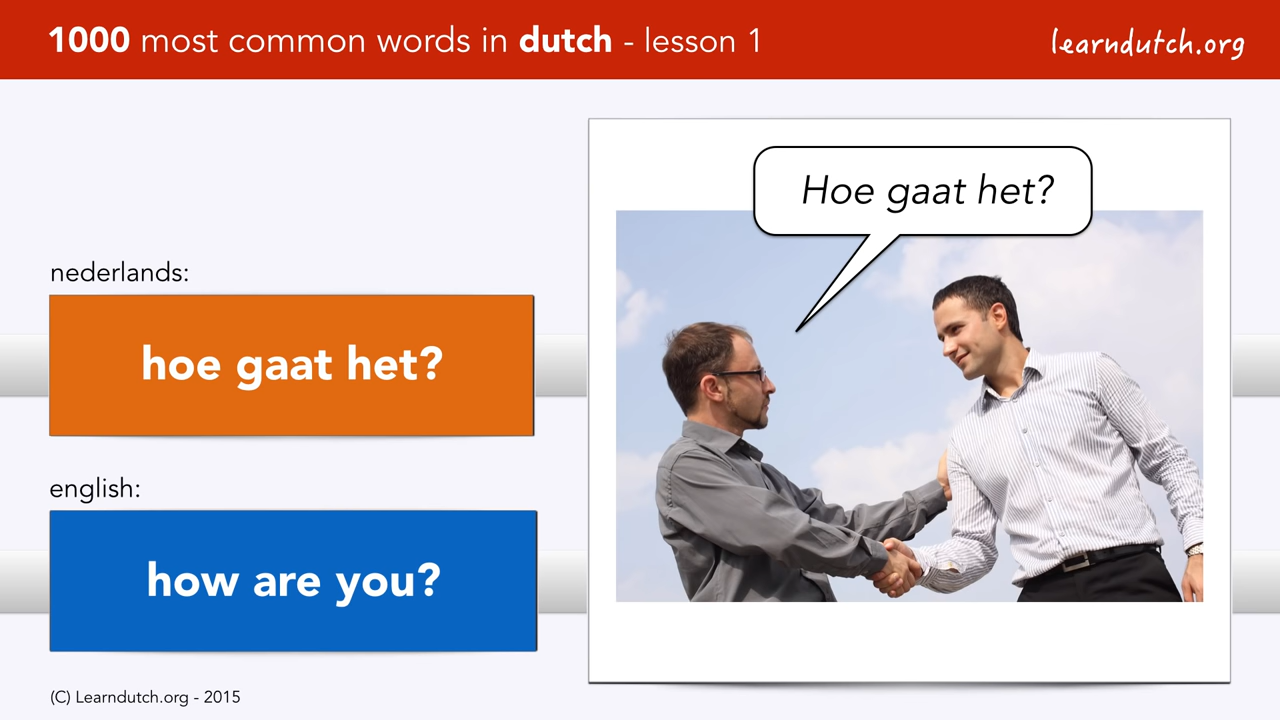 1000 most common words in dutch - lesson 1
learndutch.org
Hoe gaat het?
nederlands:
hoe gaat het?
english:
how are you?
(C) Learndutch.org - 2015